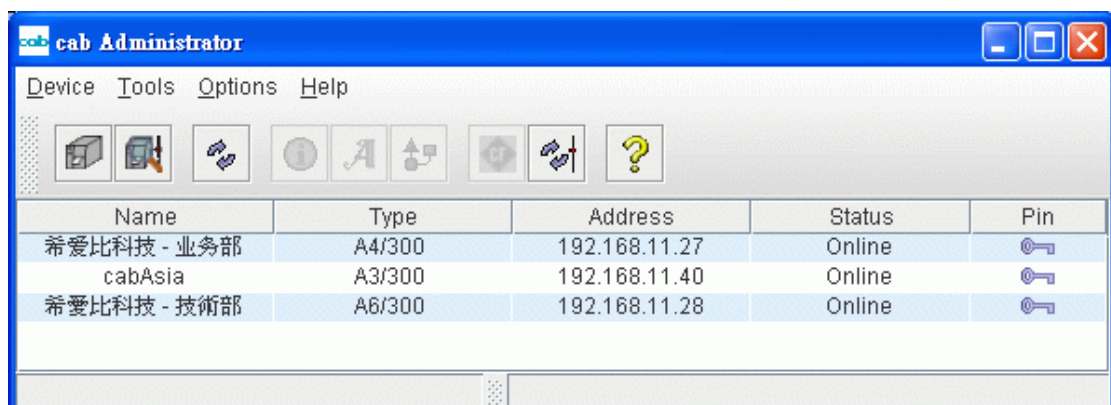 cab cab Administrator
Device Tools Options Help
Name Type Address Status Pin
希爱比科技 - 业务部 A4/300 192.168.11.27 Online
cabAsia A3/300 192.168.11.40 Online
希愛比科技 - 技術部 A6/300 192.168.11.28 Online